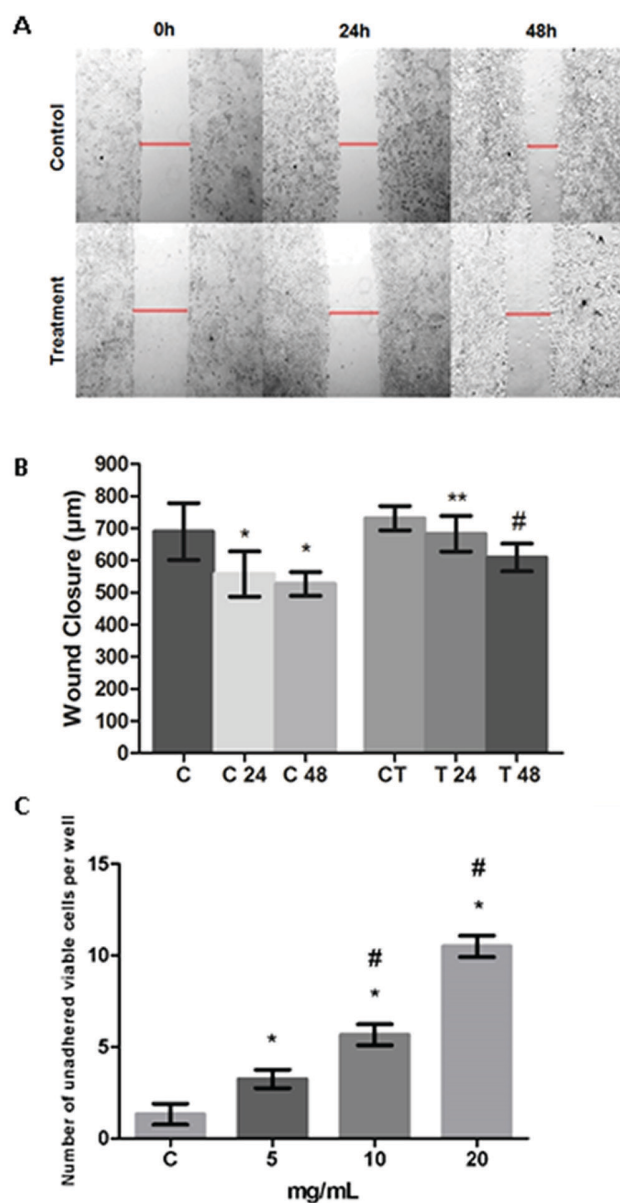 A
0h 24h 48h
Control
Treatment
B
Wound Closure (µm)
900
800
700
600
500
400
300
200
100
0
* * ** #
C C 24 C 48 CT T 24 T 48
C
Number of unadhered viable cells per well
15
10
5
0
#
# *
*
*
C 5 10 20
mg/mL